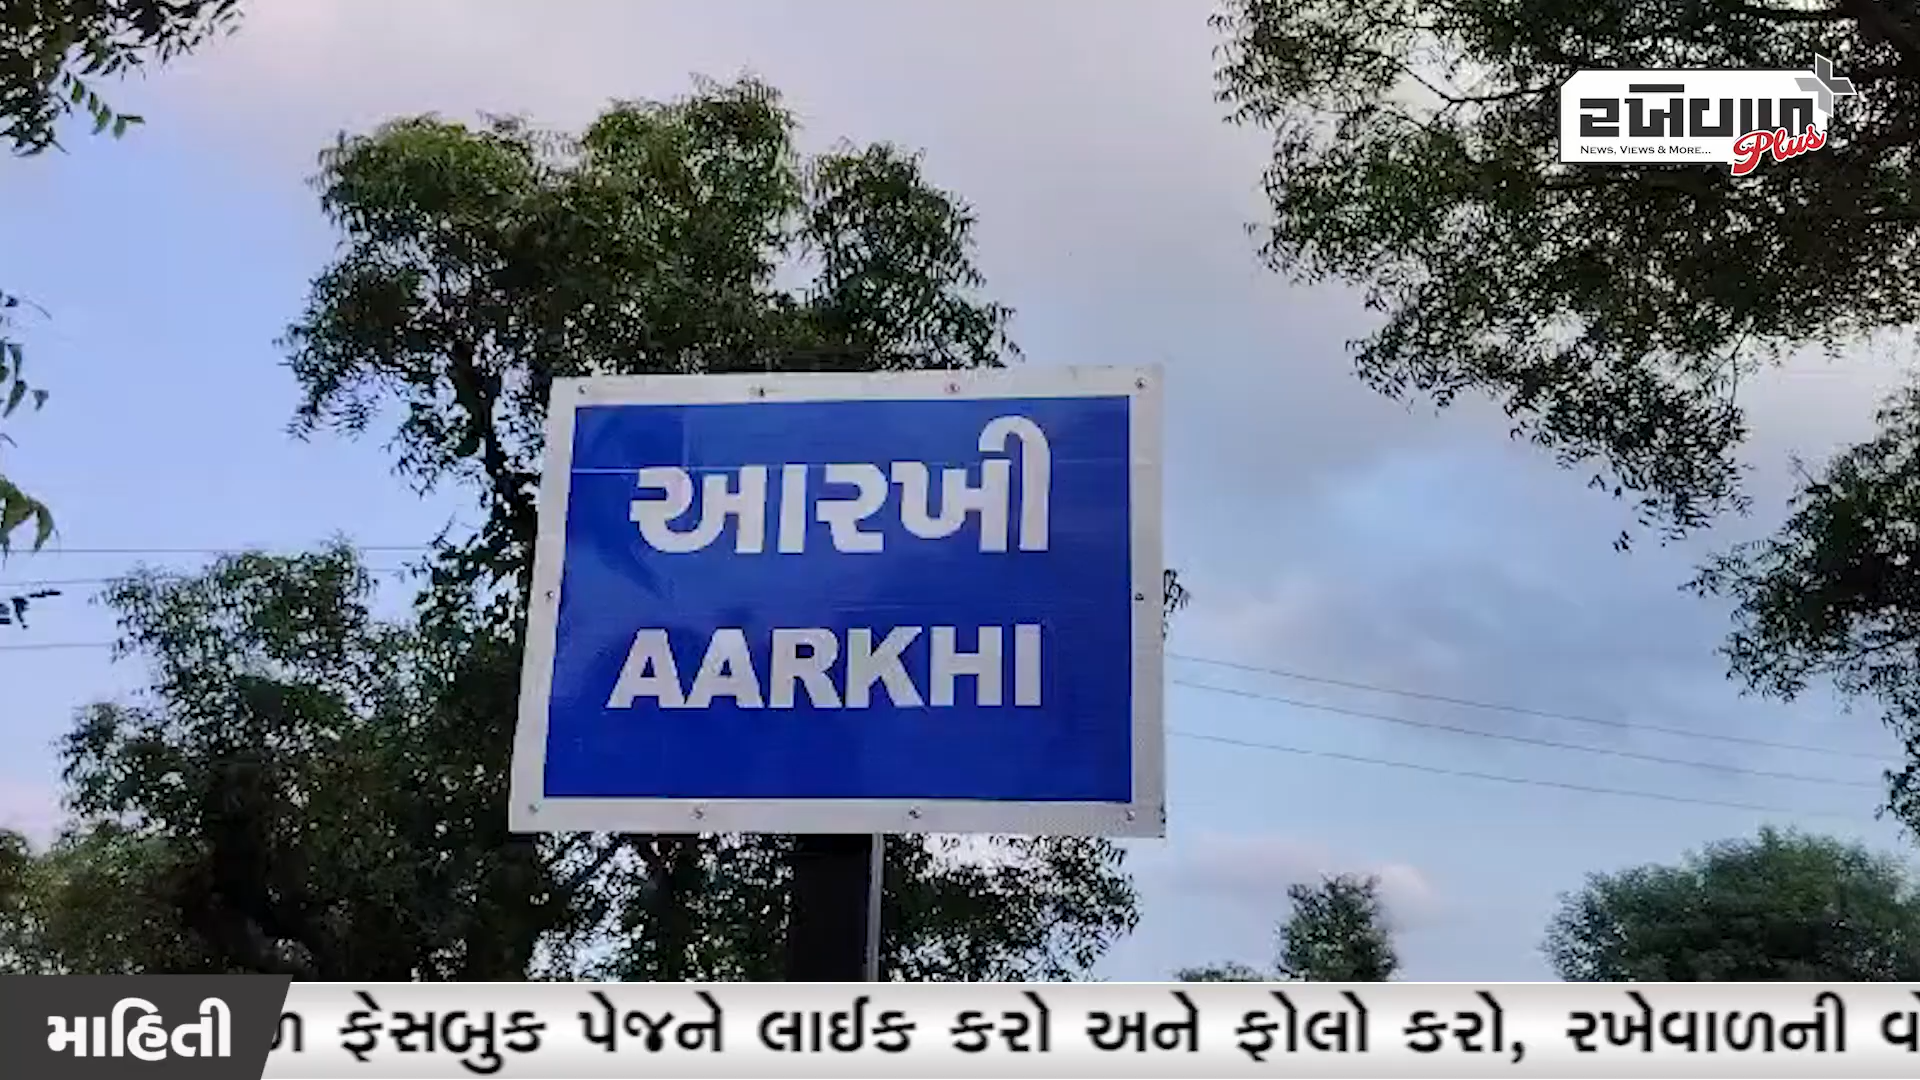 રખેવાળ
NEWS, VIEWS & MORE...
Plus
આરખી
AARKHI
માહિતી
ળ ફેસબુક પેજને લાઈક કરો અને ફોલો કરો, રખેવાળની